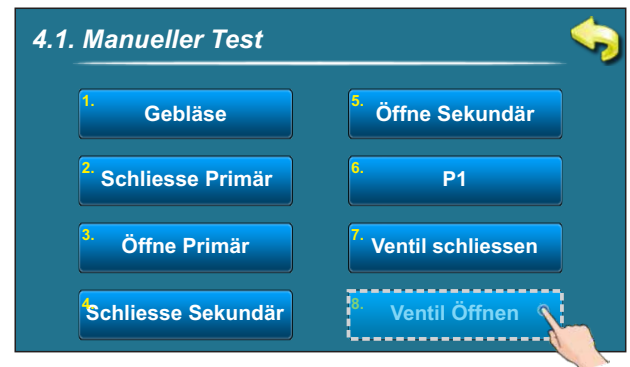 4.1. Manueller Test
1. Gebläse
2. Schliesse Primär
3. Öffne Primär
4. Schliesse Sekundär
5. Öffne Sekundär
6. P1
7. Ventil schliessen
8. Ventil Öffnen